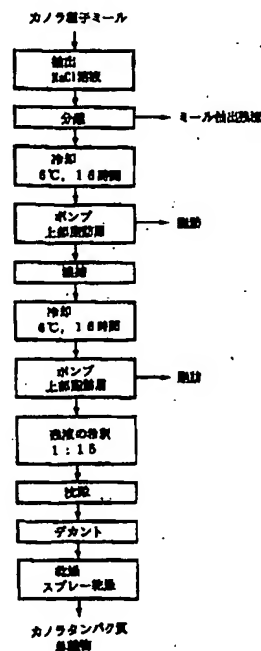 カノラ種子ミール
抽出
NaCl溶液
分離
ミール抽出残渣
冷却
6℃, 16時間
ポンプ
上部脂肪層
脂肪
濃縮
冷却
6℃, 16時間
ポンプ
上部脂肪層
脂肪
残液の希釈
1:15
沈殿
デカント
乾燥
スプレー乾燥
カノラタンパク質
単離物